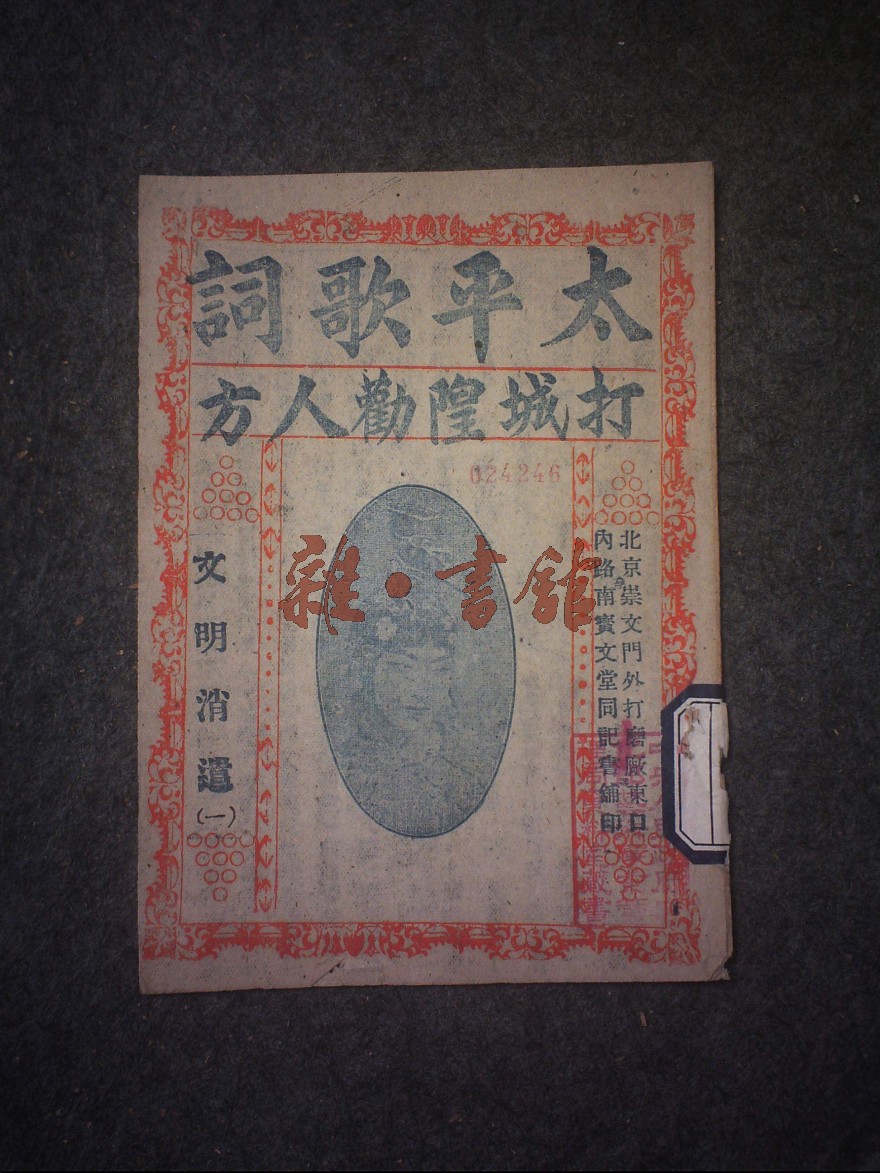 太平歌詞
打城隍勸人方
024246
北京崇文門外打磨廠東口
內路南寳文堂同記書鋪印
文明消遣
(一)
雜·書館